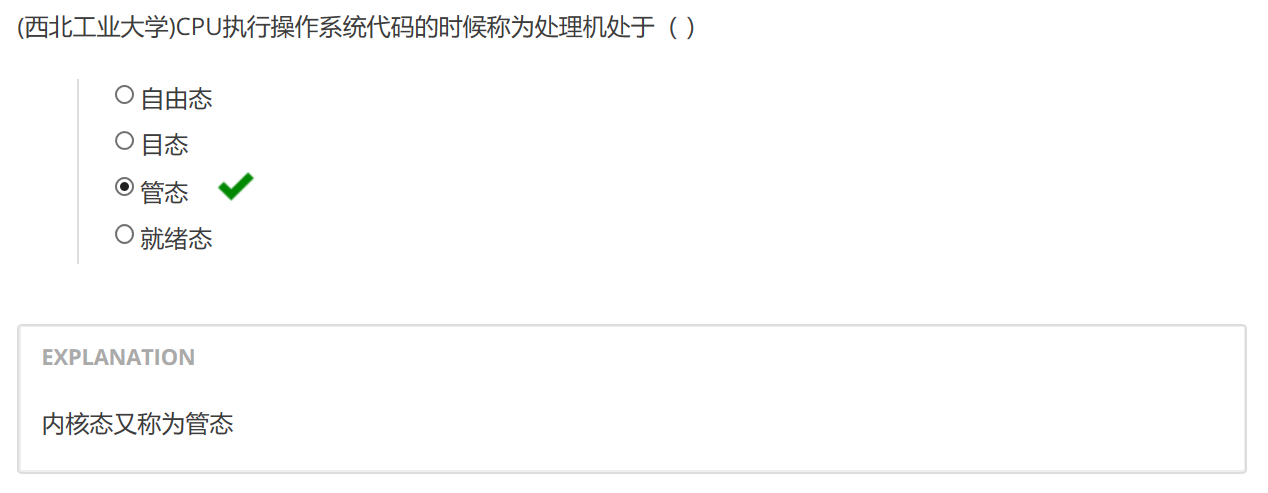 (西北工业大学)CPU执行操作系统代码的时候称为处理机处于（ ）
自由态
目态
管态
就绪态
EXPLANATION
内核态又称为管态